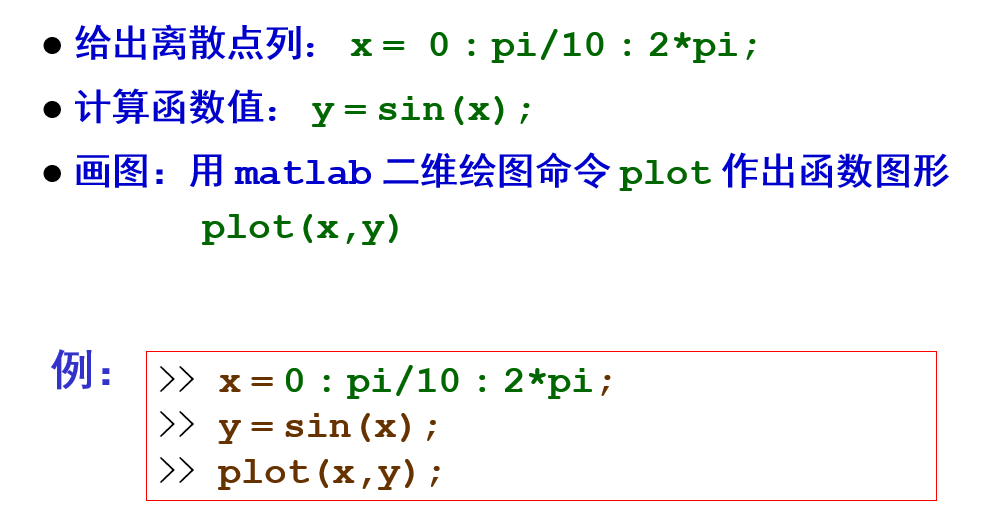 ● 给出离散点列： x = 0 : pi/10 : 2*pi;
● 计算函数值： y = sin(x);
● 画图：用 matlab 二维绘图命令 plot 作出函数图形
plot(x,y)
例：
>> x = 0 : pi/10 : 2*pi;
>> y = sin(x);
>> plot(x,y);